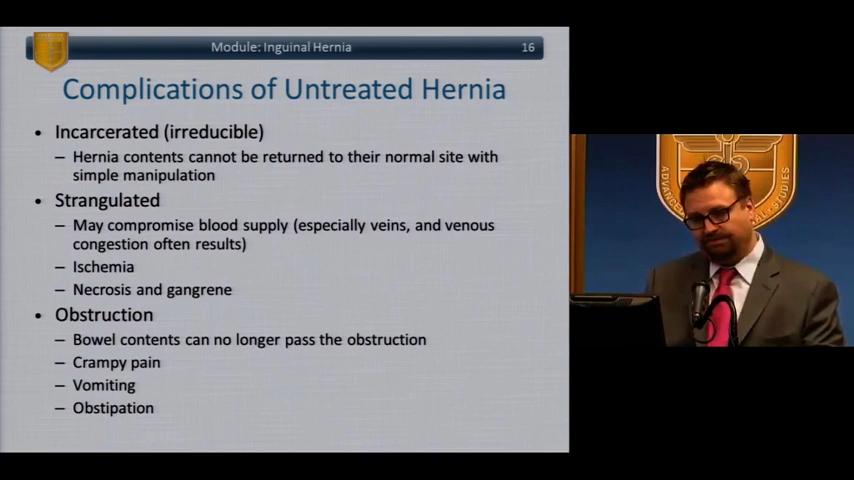 Module: Inguinal Hernia 16
Complications of Untreated Hernia
• Incarcerated (irreducible)
– Hernia contents cannot be returned to their normal site with
simple manipulation
• Strangulated
– May compromise blood supply (especially veins, and venous
congestion often results)
– Ischemia
– Necrosis and gangrene
• Obstruction
– Bowel contents can no longer pass the obstruction
– Crampy pain
– Vomiting
– Obstipation
STUDIES